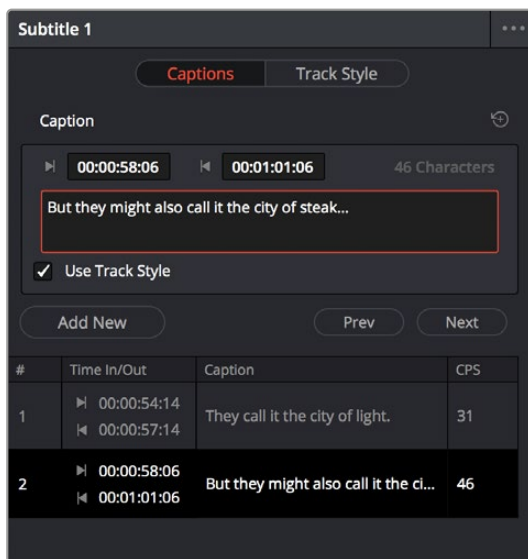 Subtitle 1
Captions Track Style
Caption
00:00:58:06 00:01:01:06 46 Characters
But they might also call it the city of steak...
Use Track Style
Add New Prev Next
# Time In/Out Caption CPS
1 00:00:54:14 00:00:57:14 They call it the city of light. 31
2 00:00:58:06 00:01:01:06 But they might also call it the ci... 46